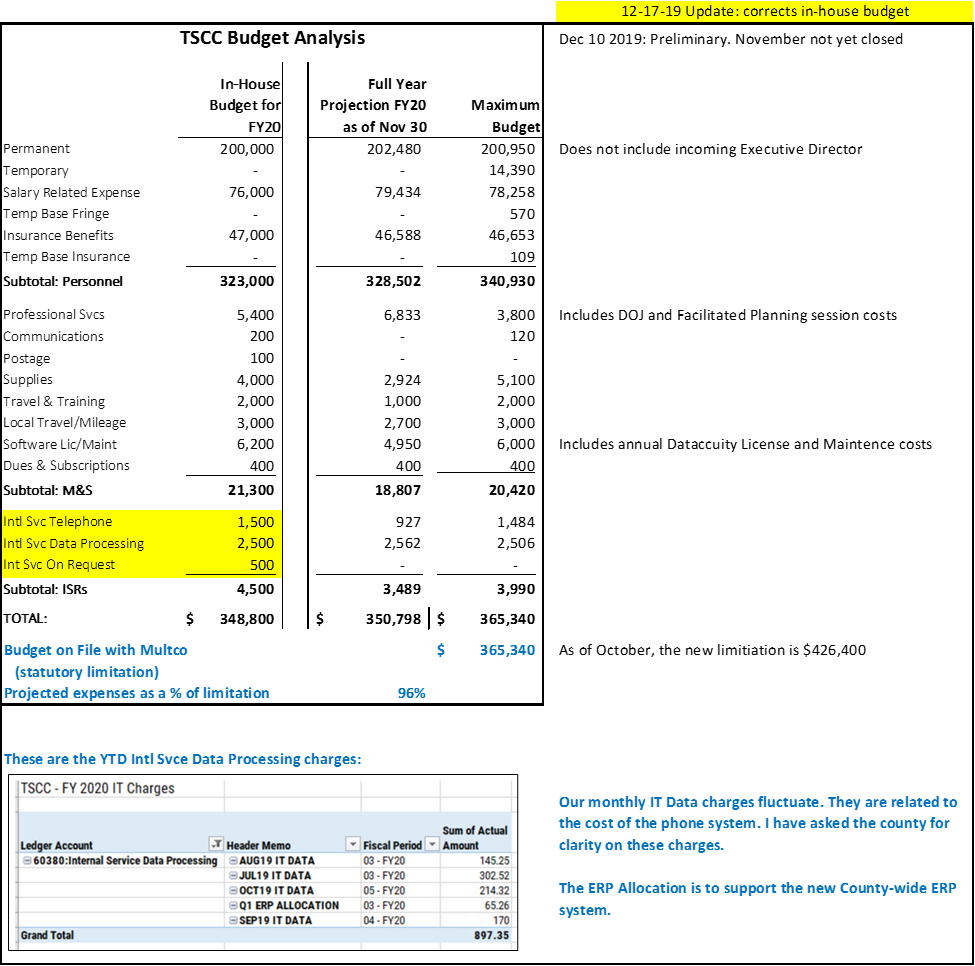 12-17-19 Update: corrects in-house budget
TSCC Budget Analysis
Dec 10 2019: Preliminary. November not yet closed
In-House Full Year
Budget for Projection FY20 Maximum
FY20 as of Nov 30 Budget
Permanent 200,000 202,480 200,950 Does not include incoming Executive Director
Temporary - - 14,390
Salary Related Expense 76,000 79,434 78,258
Temp Base Fringe - - 570
Insurance Benefits 47,000 46,588 46,653
Temp Base Insurance - - 109
Subtotal: Personnel 323,000 328,502 340,930
Professional Svcs 5,400 6,833 3,800 Includes DOJ and Facilitated Planning session costs
Communications 200 - 120
Postage 100 - -
Supplies 4,000 2,924 5,100
Travel & Training 2,000 1,000 2,000
Local Travel/Mileage 3,000 2,700 3,000
Software Lic/Maint 6,200 4,950 6,000 Includes annual Dataccuity License and Maintence costs
Dues & Subscriptions 400 400 400
Subtotal: M&S 21,300 18,807 20,420
Intl Svc Telephone 1,500 927 1,484
Intl Svc Data Processing 2,500 2,562 2,506
Int Svc On Request 500 - -
Subtotal: ISRs 4,500 3,489 3,990
TOTAL: $ 348,800 $ 350,798 $ 365,340
Budget on File with Multco $ 365,340 As of October, the new limitiation is $426,400
(statutory limitation)
Projected expenses as a % of limitation 96%
These are the YTD Intl Svce Data Processing charges:
TSCC - FY 2020 IT Charges
Sum of Actual
Ledger Account Header Memo Fiscal Period Amount
60380:Internal Service Data Processing AUG19 IT DATA 03 - FY20 145.25
JUL19 IT DATA 03 - FY20 302.52
OCT19 IT DATA 05 - FY20 214.32
Q1 ERP ALLOCATION 03 - FY20 65.26
SEP19 IT DATA 04 - FY20 170
Grand Total 897.35
Our monthly IT Data charges fluctuate. They are related to
the cost of the phone system. I have asked the county for
clarity on these charges.
The ERP Allocation is to support the new County-wide ERP
system.